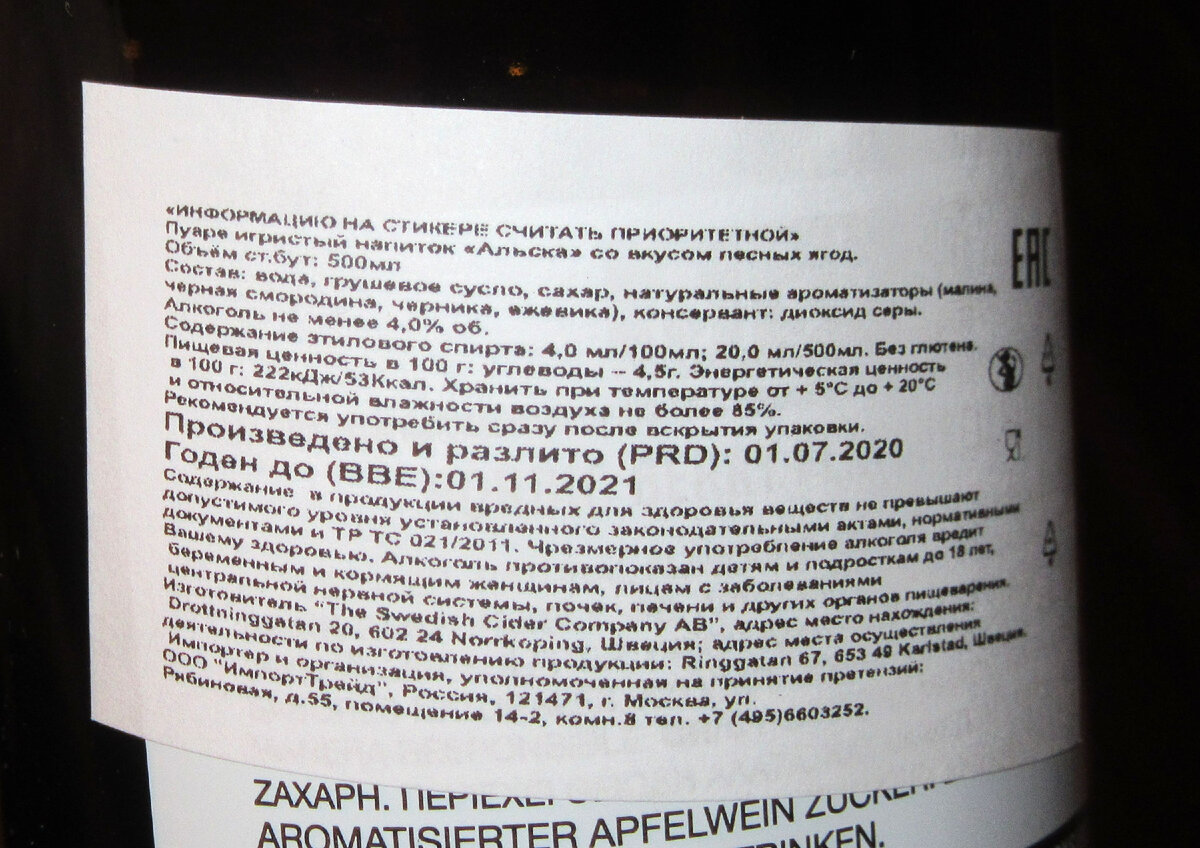 «ИНФОРМАЦИЮ НА СТИКЕРЕ СЧИТАТЬ ПРИОРИТЕТНОЙ»
Пуаре игристый напиток «Альска» со вкусом лесных ягод.
Объём ст.бут: 500мл
Состав: вода, грушевое сусло, сахар, натуральные ароматизаторы (малина,
черная смородина, черника, ежевика), консервант: диоксид серы.
Алкоголь не менее 4,0% об.
Содержание этилового спирта: 4,0 мл/100мл; 20,0 мл/500мл. Без глютена.
Пищевая ценность в 100 г: углеводы – 4,5г. Энергетическая ценность
в 100 г: 222кДж/53Ккал. Хранить при температуре от + 5°С до + 20°С
и относительной влажности воздуха не более 85%.
Рекомендуется употребить сразу после вскрытия упаковки.
Произведено и разлито (PRD): 01.07.2020
Годен до (BBE):01.11.2021
Содержание в продукции вредных для здоровья веществ не превышают
допустимого уровня установленного законодательными актами, нормативными
документами и ТР ТС 021/2011. Чрезмерное употребление алкоголя вредит
Вашему здоровью. Алкоголь противопоказан детям и подросткам до 18 лет,
беременным и кормящим женщинам, лицам с заболеваниями
центральной нервной системы, почек, печени и других органов пищеварения.
Изготовитель "The Swedish Cider Company AB", адрес место нахождения:
Drottninggatan 20, 602 24 Norrkoping, Швеция; адрес места осуществления
деятельности по изготовлению продукции: Ringgatan 67, 653 49 Karlstad, Швеция.
Импортер и организация, уполномоченная на принятие претензий:
ООО "ИмпортТрейд", Россия, 121471, г. Москва, ул.
Рябиновая, д.55, помещение 14-2, комн.8 тел. +7 (495)6603252.
EAC
ΖΑΧΑΡΗ.
AROMATISIERTER APFELWEIN